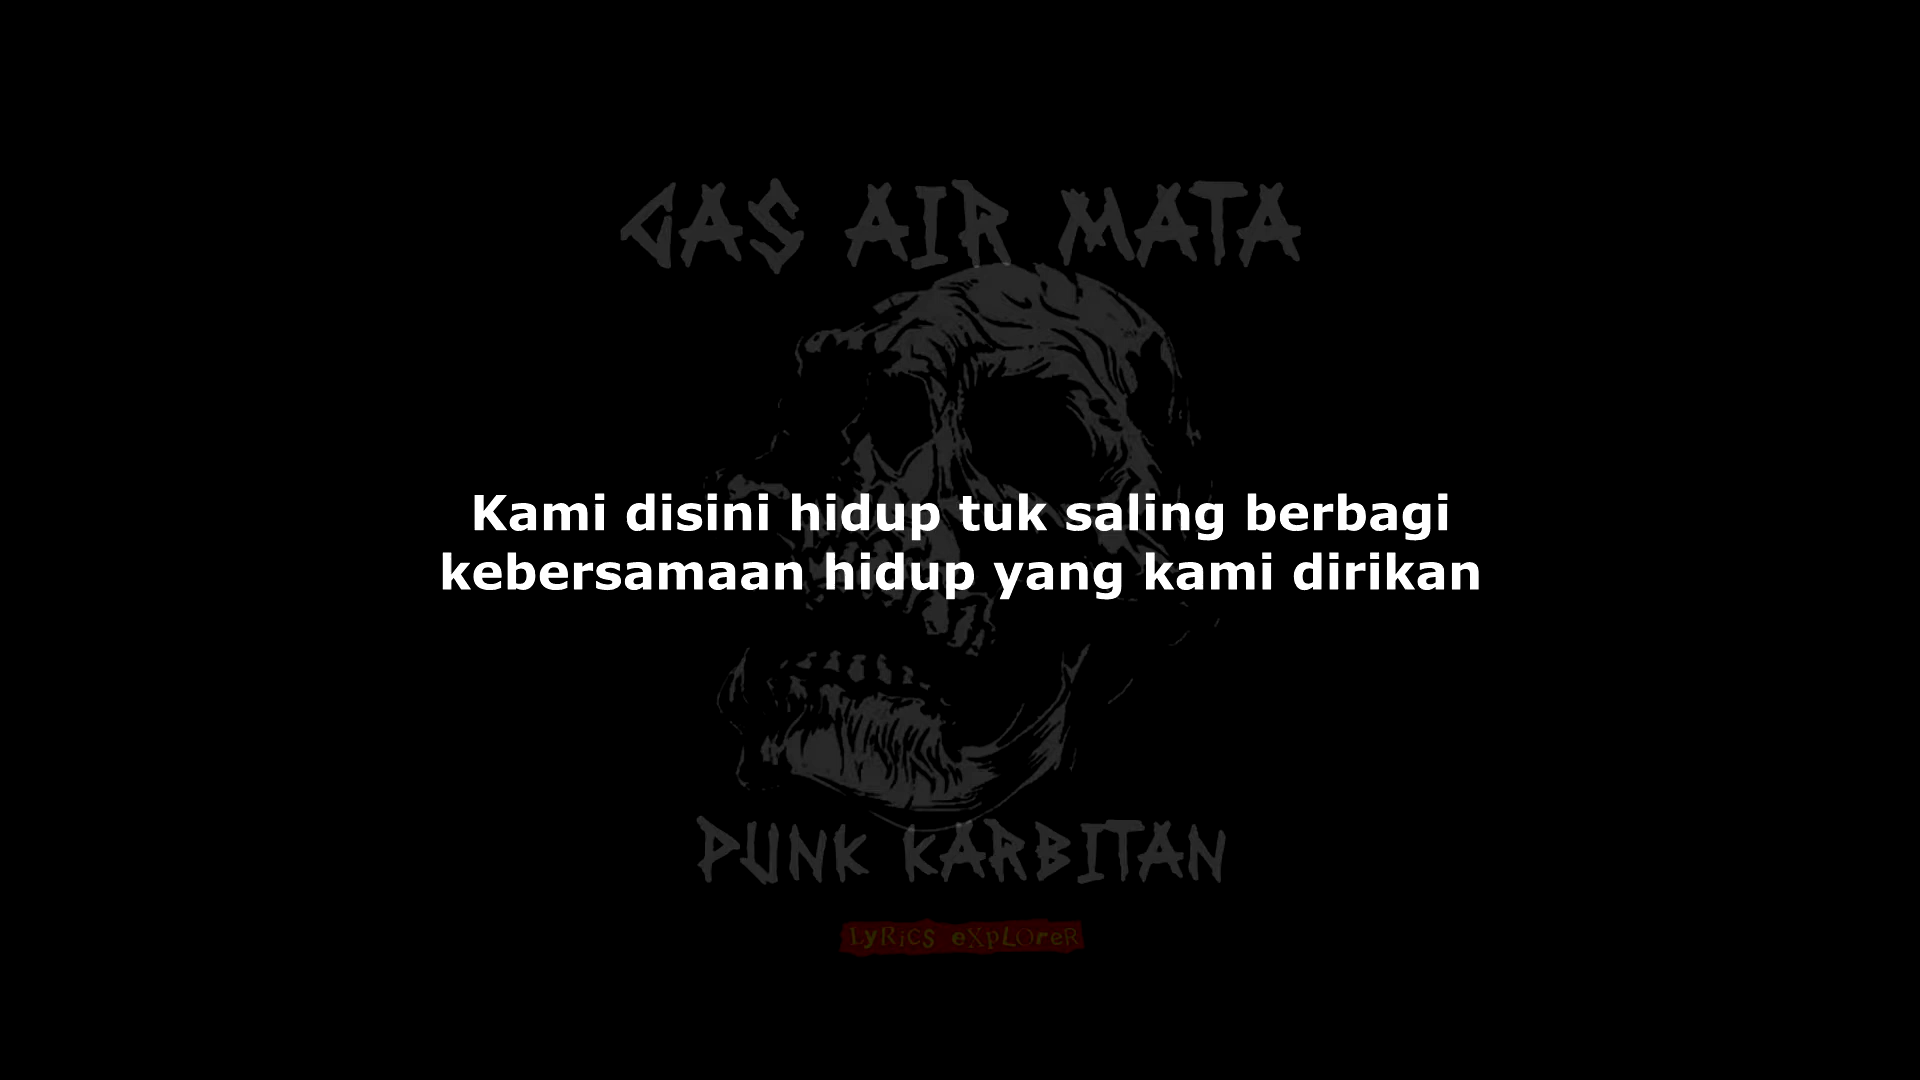 GAS AIR MATA
Kami disini hidup tuk saling berbagi
kebersamaan hidup yang kami dirikan
PUNK KARBITAN
LyRiCS eXpLOreR